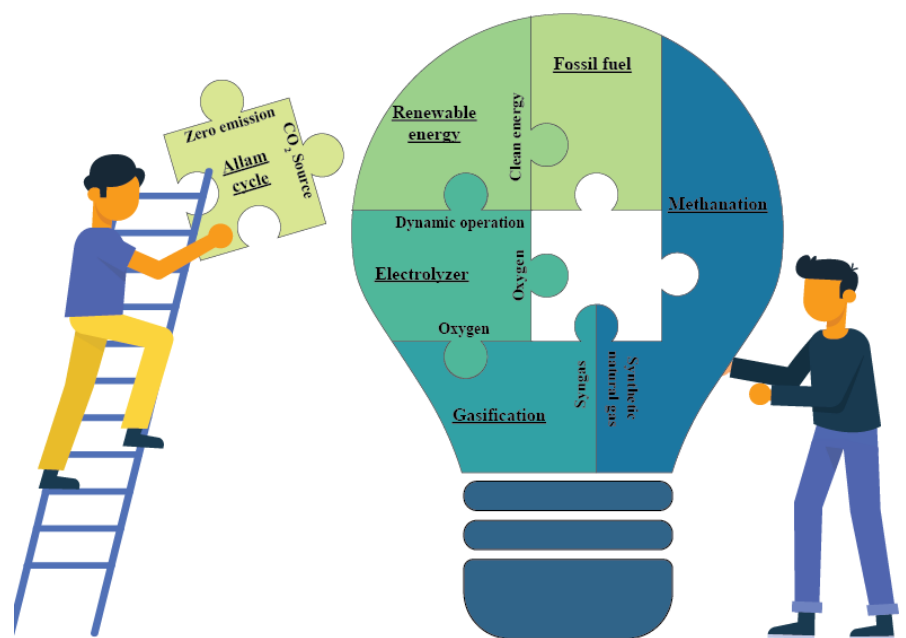 Zero emission
CO₂ Source
Allam
cycle
Fossil fuel
Renewable
energy
Clean energy
Methanation
Dynamic operation
Electrolyzer
Oxygen
Oxygen
Gasification
Syngas
Synthetic
natural gas